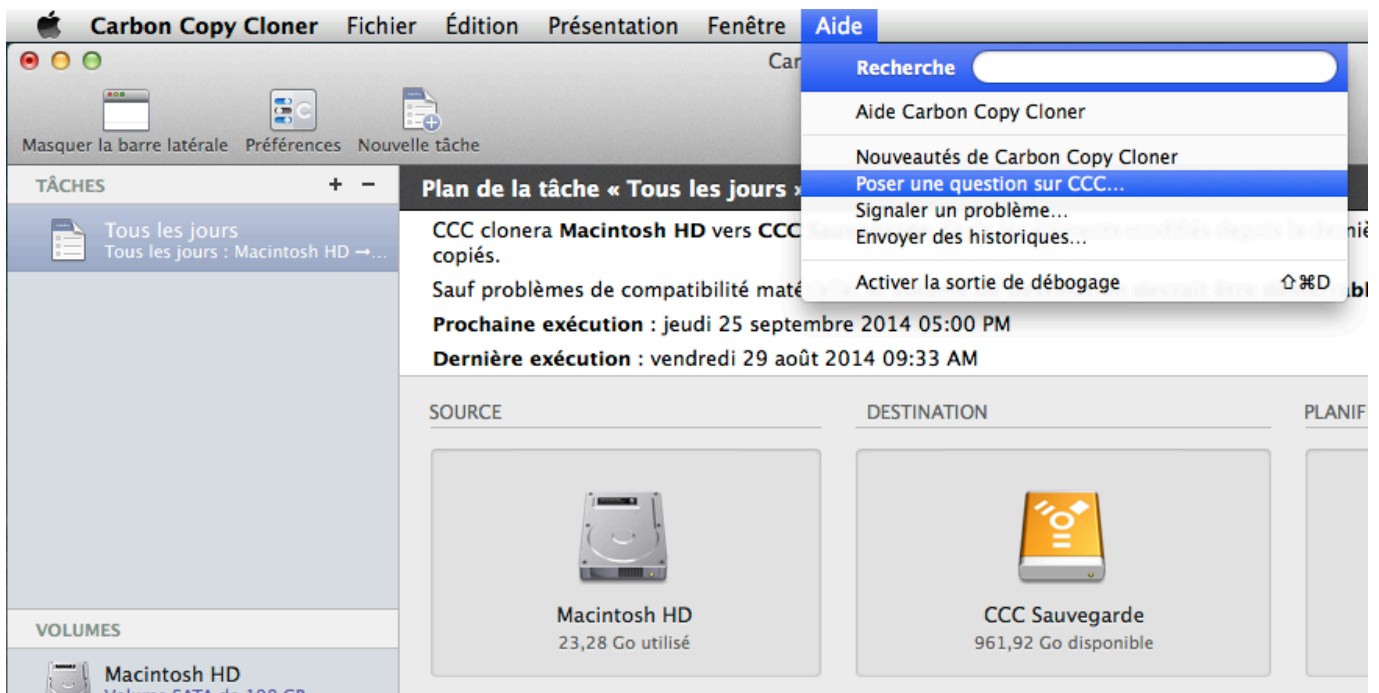 Carbon Copy Cloner Fichier Édition Présentation Fenêtre Aide
Car
Recherche
Masquer la barre latérale Préférences Nouvelle tâche
Aide Carbon Copy Cloner
Nouveautés de Carbon Copy Cloner
Poser une question sur CCC...
Signaler un problème...
Envoyer des historiques...
Activer la sortie de débogage ⇧⌘D
TÂCHES + −
Tous les jours
Tous les jours : Macintosh HD →...
Plan de la tâche « Tous les jours »
CCC clonera Macintosh HD vers CCC
copiés.
Sauf problèmes de compatibilité maté
Prochaine exécution : jeudi 25 septembre 2014 05:00 PM
Dernière exécution : vendredi 29 août 2014 09:33 AM
SOURCE DESTINATION PLANIF
Macintosh HD
23,28 Go utilisé
CCC Sauvegarde
961,92 Go disponible
VOLUMES
Macintosh HD